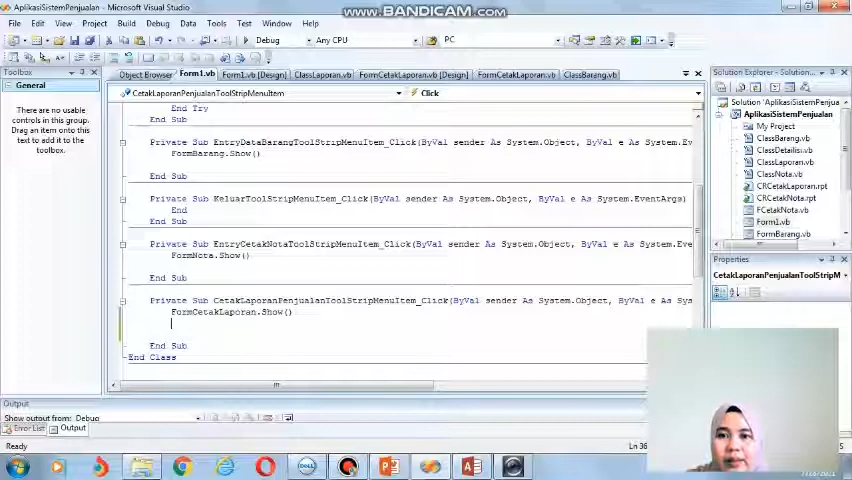 AplikasiSistemPenjualan - Microsoft Visual Studio
www.BANDICAM.com
File Edit View Project Build Debug Data Tools Test Window Help
Debug Any CPU PC
Toolbox
Object Browser Form1.vb Form1.vb [Design] ClassLaporan.vb FormCetakLaporan.vb [Design] FormCetakLaporan.vb ClassBarang.vb
Solution Explorer - Solution
General
CetakLaporanPenjualanToolStripMenuItem Click
There are no usable
controls in this group.
Drag an item onto this
text to add it to the
toolbox.
End Try
End Sub
Private Sub EntryDataBarangToolStripMenuItem_Click(ByVal sender As System.Object, ByVal e As System.Eve
FormBarang.Show()
End Sub
Private Sub KeluarToolStripMenuItem_Click(ByVal sender As System.Object, ByVal e As System.EventArgs)
End
End Sub
Private Sub EntryCetakNotaToolStripMenuItem_Click(ByVal sender As System.Object, ByVal e As System.Eve
FormNota.Show()
End Sub
Private Sub CetakLaporanPenjualanToolStripMenuItem_Click(ByVal sender As System.Object, ByVal e As Sys
FormCetakLaporan.Show()
End Sub
End Class
Solution 'AplikasiSistemPenjua
AplikasiSistemPenjualan
My Project
ClassBarang.vb
ClassDetailisi.vb
ClassLaporan.vb
ClassNota.vb
CRCetakLaporan.rpt
CRCetakNota.rpt
FCetakNota.vb
Form1.vb
FormBarang.vb
Properties
CetakLaporanPenjualanToolStripM
Output
Show output from: Debug
Error List Output
Ready
Ln 36